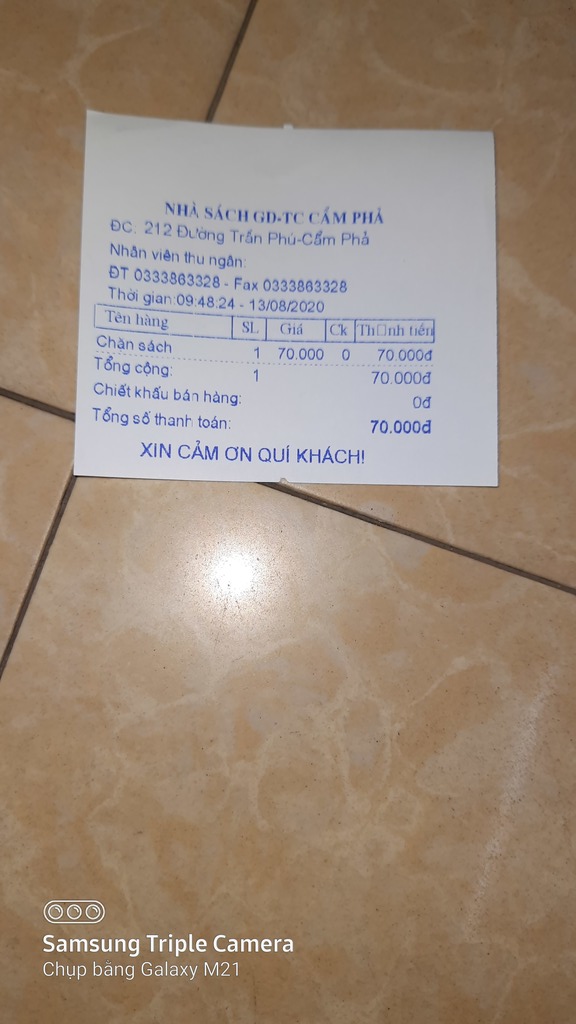 NHÀ SÁCH GD-TC CẨM PHẢ
ĐC: 212 Đường Trần Phú-Cẩm Phả
Nhân viên thu ngân:
ĐT 0333863328 - Fax 0333863328
Thời gian:09:48:24 - 13/08/2020
Tên hàng SL Giá Ck Th□nh tiền
Chặn sách 1 70.000 0 70.000đ
Tổng cộng: 1 70.000đ
Chiết khấu bán hàng: 0đ
Tổng số thanh toán: 70.000đ
XIN CẢM ƠN QUÍ KHÁCH!
Samsung Triple Camera
Chụp bằng Galaxy M21